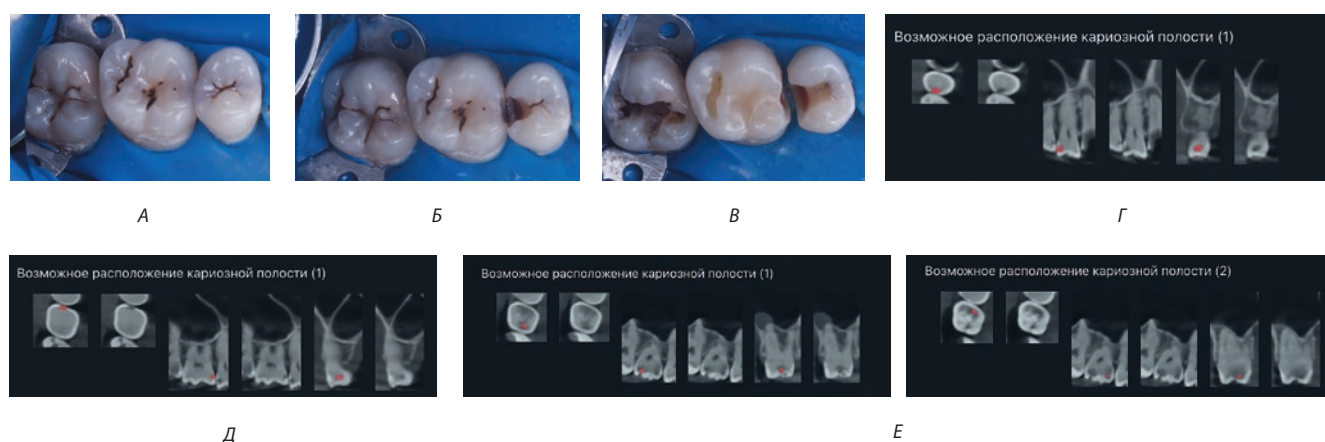 Возможное расположение кариозной полости (1)
А
Б
В
Г
Возможное расположение кариозной полости (1)
Возможное расположение кариозной полости (1)
Возможное расположение кариозной полости (2)
Д
Е